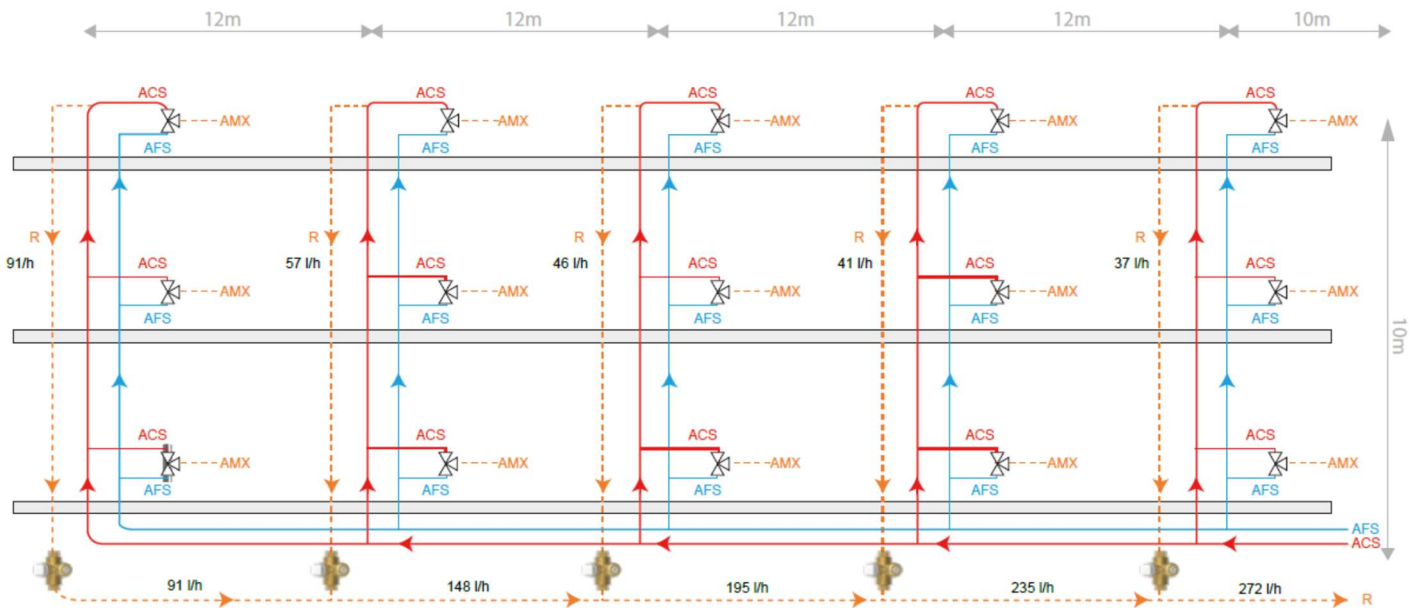 12m 12m 12m 12m 10m
ACS ACS ACS ACS ACS
AMX AMX AMX AMX AMX
AFS AFS AFS AFS AFS
R R R R R
91/h 57 l/h 46 l/h 41 l/h 37 l/h
ACS ACS ACS ACS ACS
AMX AMX AMX AMX AMX
AFS AFS AFS AFS AFS
10m
ACS ACS ACS ACS ACS
AMX AMX AMX AMX AMX
AFS AFS AFS AFS AFS
AFS
ACS
91 l/h 148 l/h 195 l/h 235 l/h 272 l/h
R